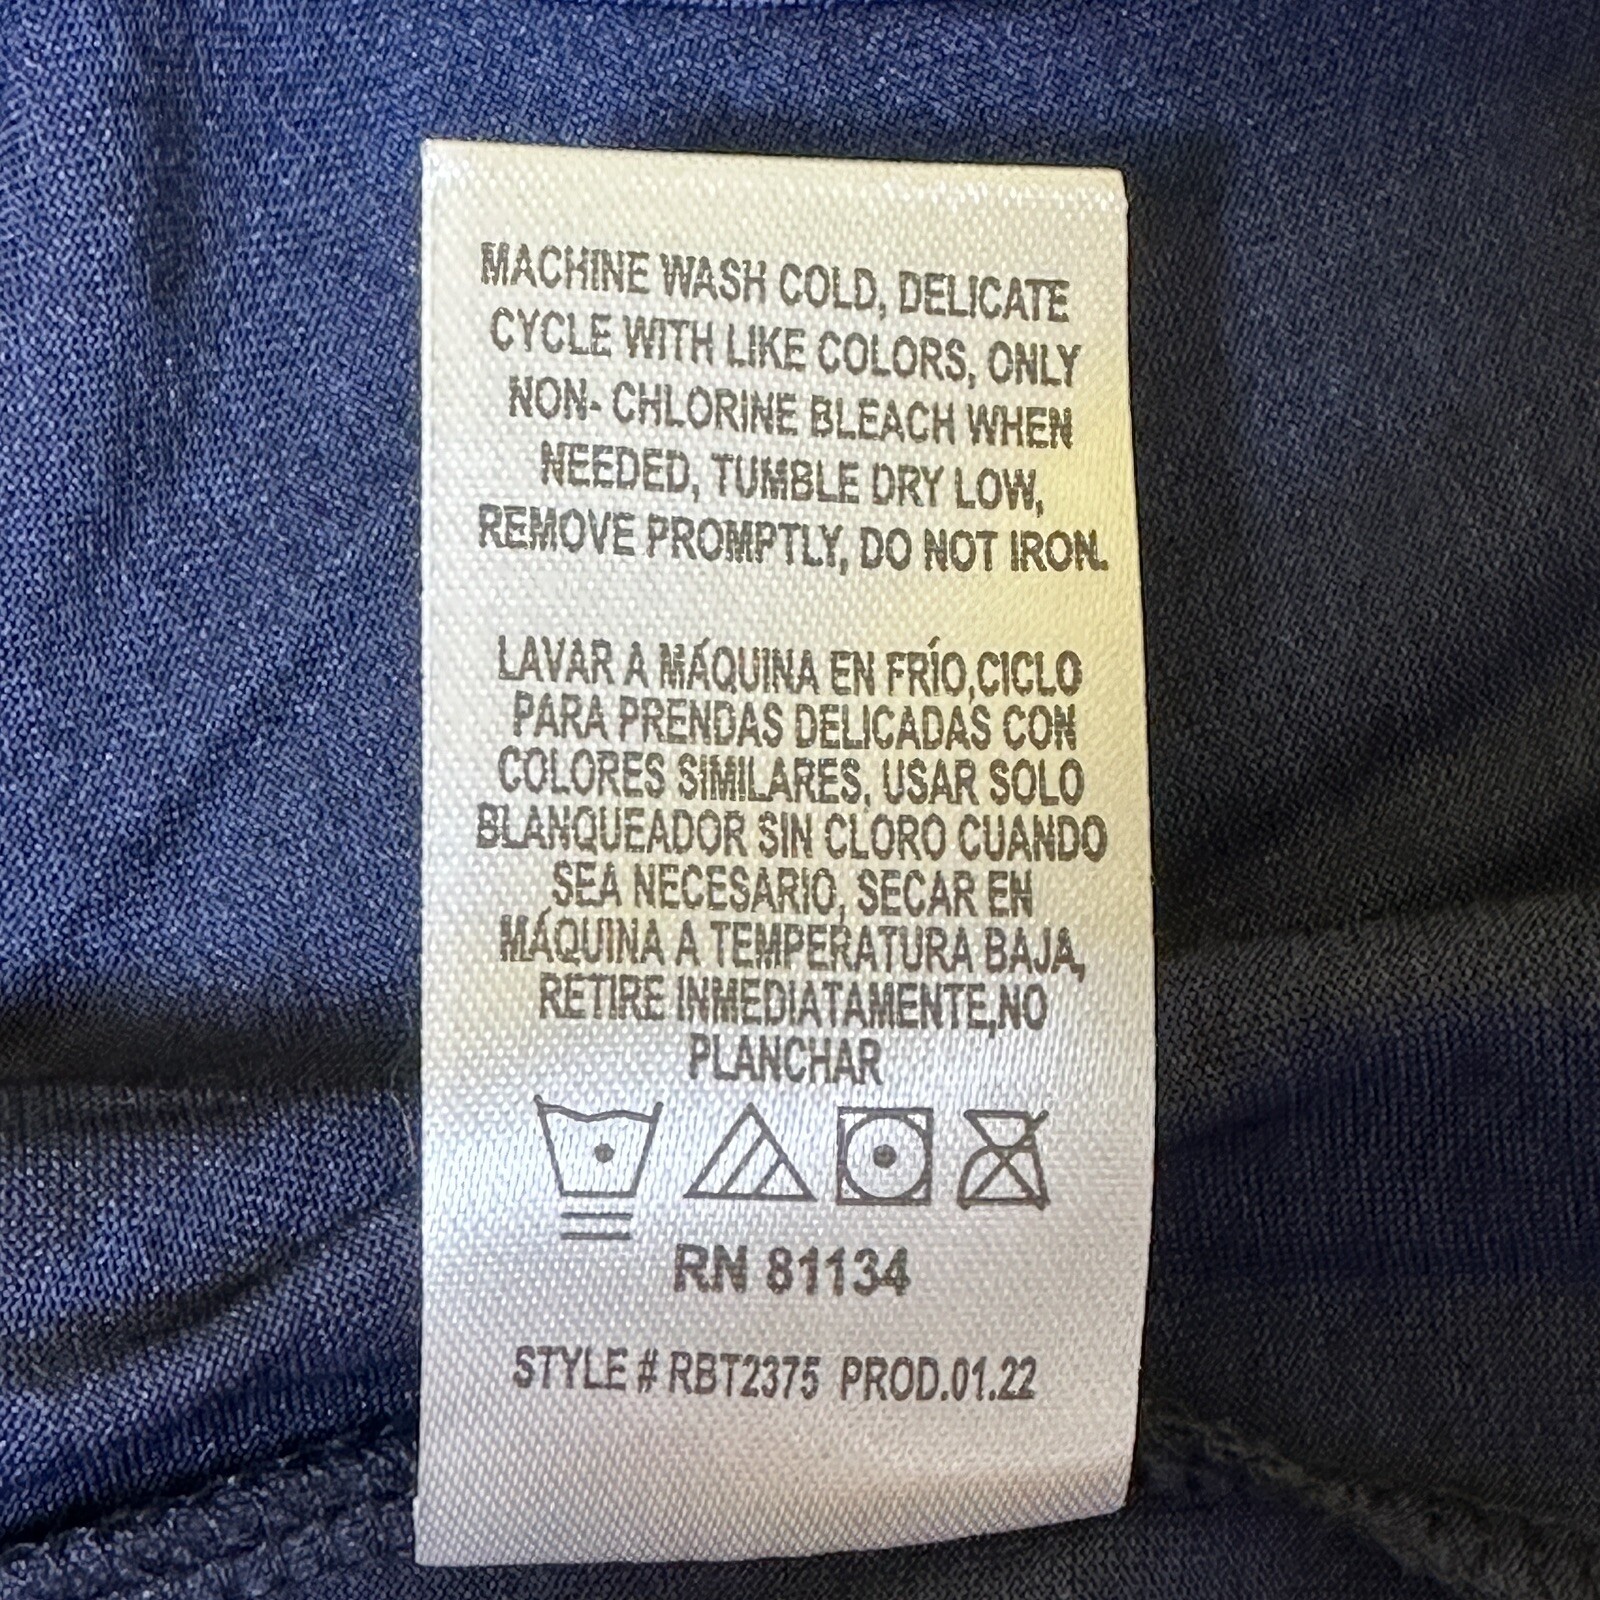 MACHINE WASH COLD, DELICATE
CYCLE WITH LIKE COLORS, ONLY
NON- CHLORINE BLEACH WHEN
NEEDED, TUMBLE DRY LOW,
REMOVE PROMPTLY, DO NOT IRON.
LAVAR A MÁQUINA EN FRÍO,CICLO
PARA PRENDAS DELICADAS CON
COLORES SIMILARES, USAR SOLO
BLANQUEADOR SIN CLORO CUANDO
SEA NECESARIO, SECAR EN
MÁQUINA A TEMPERATURA BAJA,
RETIRE INMEDIATAMENTE,NO
PLANCHAR
RN 81134
STYLE # RBT2375 PROD.01.22